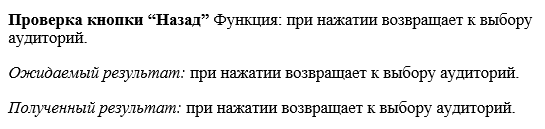 Проверка кнопки “Назад” Функция: при нажатии возвращает к выбору
аудиторий.
Ожидаемый результат: при нажатии возвращает к выбору аудиторий.
Полученный результат: при нажатии возвращает к выбору аудиторий.